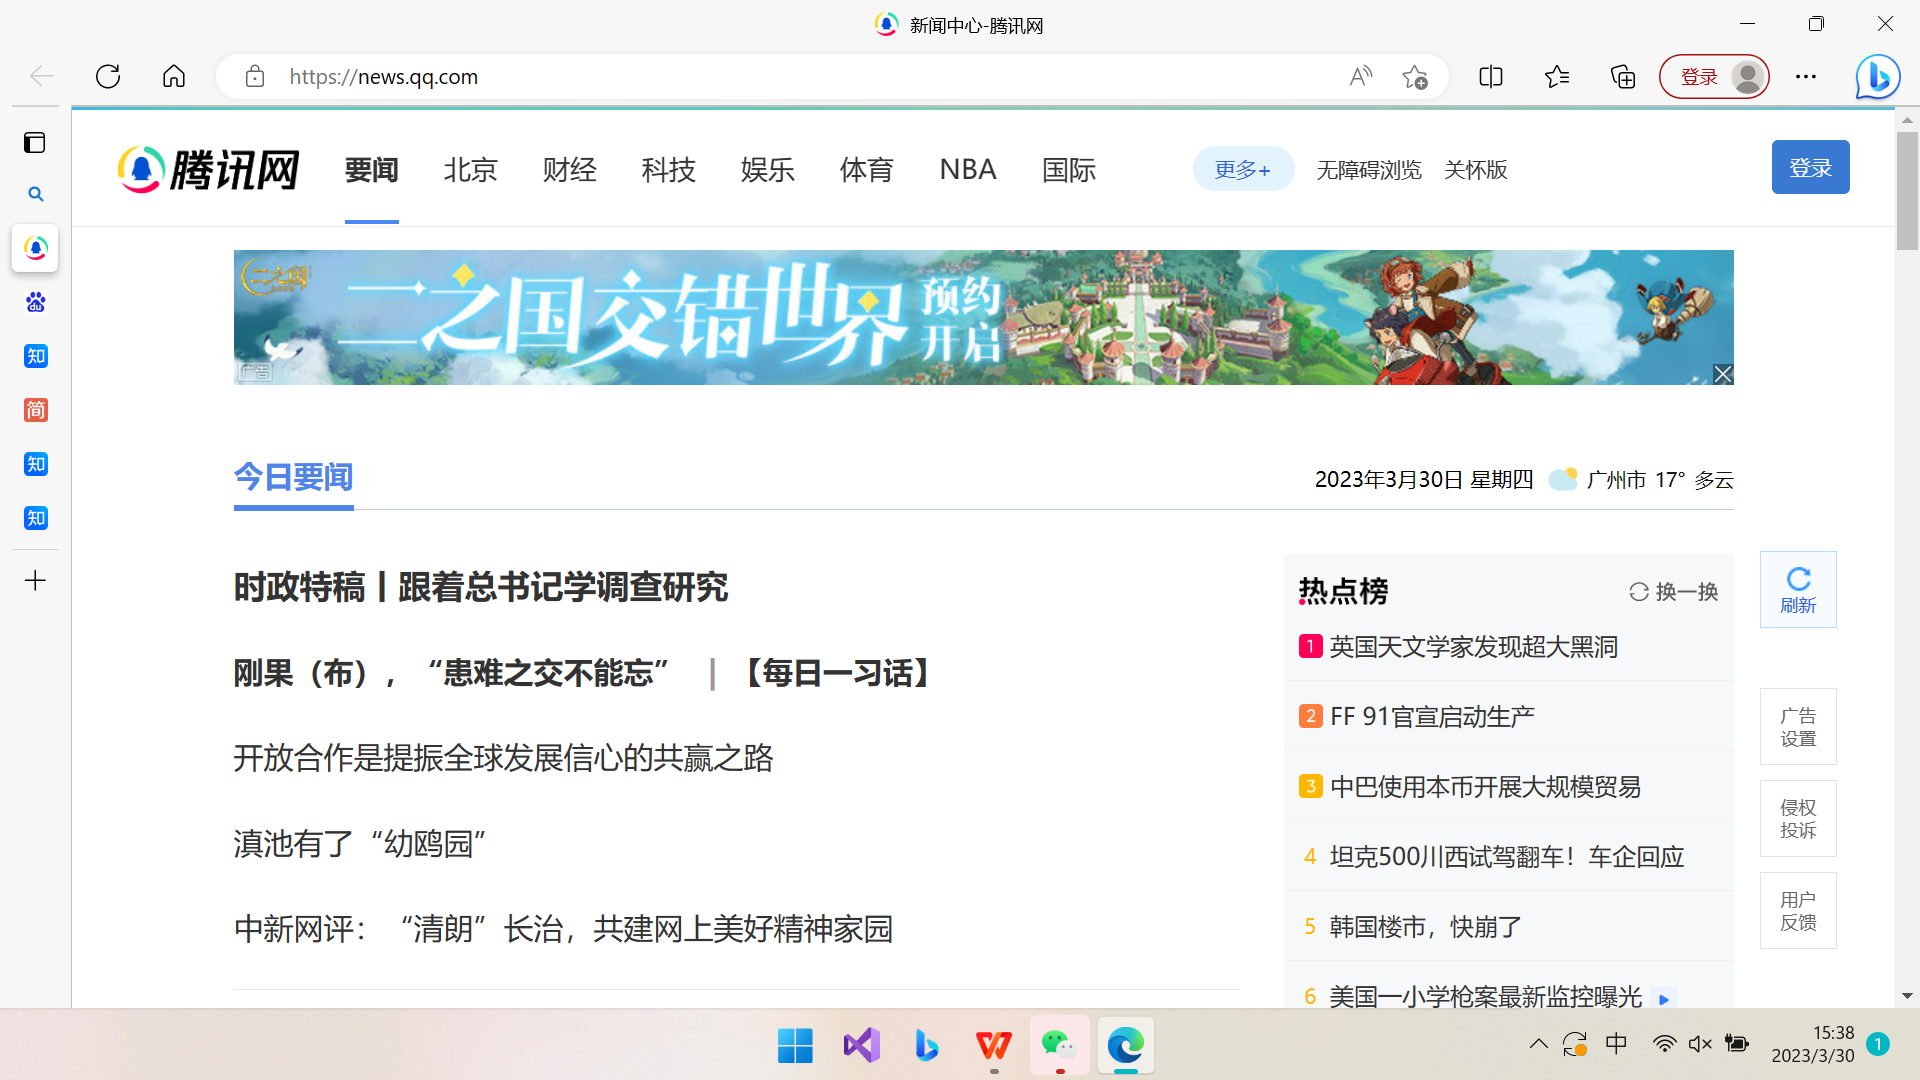 新闻中心-腾讯网
https://news.qq.com
登录
腾讯网
要闻 北京 财经 科技 娱乐 体育 NBA 国际
更多+ 无障碍浏览 关怀版
登录
二之国
二之国交错世界
预约
开启
广告
今日要闻
2023年3月30日 星期四 广州市 17° 多云
时政特稿丨跟着总书记学调查研究
刚果（布），“患难之交不能忘” ｜【每日一习话】
开放合作是提振全球发展信心的共赢之路
滇池有了“幼鸥园”
中新网评：“清朗”长治，共建网上美好精神家园
热点榜
换一换
1 英国天文学家发现超大黑洞
2 FF 91官宣启动生产
3 中巴使用本币开展大规模贸易
4 坦克500川西试驾翻车！车企回应
5 韩国楼市，快崩了
6 美国一小学枪案最新监控曝光
刷新
广告
设置
侵权
投诉
用户
反馈
du
知
简
知
知
中
15:38
2023/3/30
1